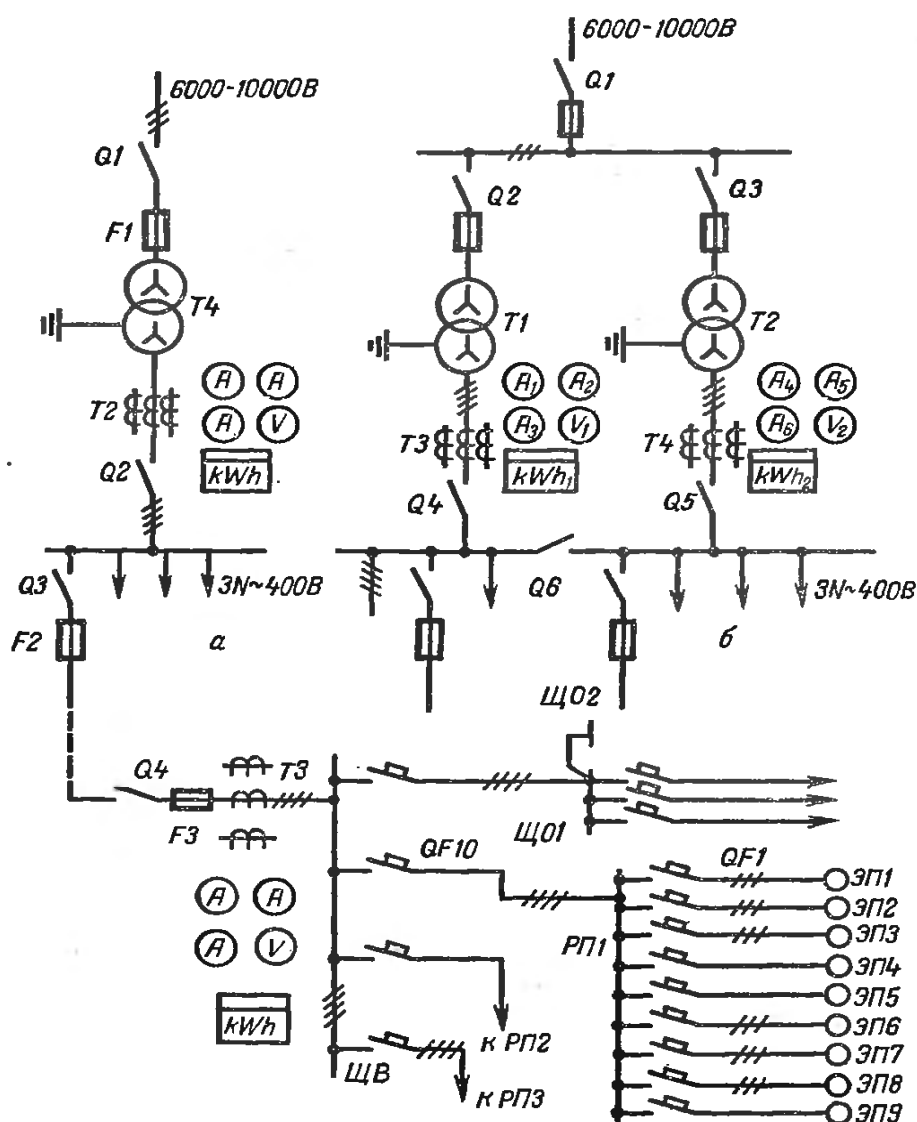 6000-10000В
Q1
6000-10000В
Q1
Q2
Q3
F1
T4
T1
T2
A A
A V
T2
kWh
Q2
A₁ A₂
A₃ V₁
T3
kWh₁
Q4
A₄ A₅
A₆ V₂
T4
kWh₂
Q5
Q3
3N~400В
Q6
3N~400В
F2
а
б
ЩО2
Q4
T3
F3
ЩО1
QF10
QF1
A A
A V
kWh
РП1
ЭП1
ЭП2
ЭП3
ЭП4
ЭП5
ЭП6
ЭП7
ЭП8
ЭП9
к РП2
ЩВ
к РП3